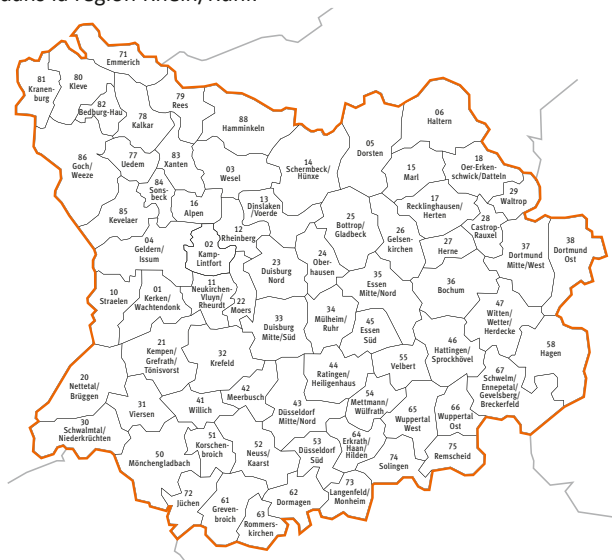 dans la région Rhein/Ruhr.
71
Emmerich
81
Kranen-
burg
80
Kleve
82
Bedburg-Hau
79
Rees
78
Kalkar
88
Hamminkeln
06
Haltern
05
Dorsten
86
Goch/
Weeze
77
Uedem
83
Xanten
03
Wesel
14
Schermbeck/
Hünxe
15
Marl
18
Oer-Erken-
schwick/Datteln
84
Sons-
beck
29
Waltrop
85
Kevelaer
16
Alpen
13
Dinslaken
/Voerde
17
Recklinghausen/
Herten
25
Bottrop/
Gladbeck
28
Castrop-
Rauxel
12
Rheinberg
26
Gelsen-
kirchen
04
Geldern/
Issum
02
Kamp-
Lintfort
27
Herne
37
Dortmund
Mitte/West
38
Dortmund
Ost
23
Duisburg
Nord
24
Ober-
hausen
10
Straelen
01
Kerken/
Wachtendonk
11
Neukirchen-
Vluyn/
Rheurdt
35
Essen
Mitte/Nord
36
Bochum
22
Moers
47
Witten/
Wetter/
Herdecke
33
Duisburg
Mitte/Süd
34
Mülheim/
Ruhr
45
Essen
Süd
21
Kempen/
Grefrath/
Tönisvorst
32
Krefeld
46
Hattingen/
Sprockhövel
58
Hagen
20
Nettetal/
Brüggen
44
Ratingen/
Heiligenhaus
55
Velbert
67
Schwelm/
Ennepetal/
Gevelsberg/
Breckerfeld
31
Viersen
41
Willich
42
Meerbusch
43
Düsseldorf
Mitte/Nord
54
Mettmann/
Wülfrath
65
Wuppertal
West
66
Wuppertal
Ost
30
Schwalmtal/
Niederkrüchten
51
Korschen-
broich
52
Neuss/
Kaarst
53
Düsseldorf
Süd
64
Erkrath/
Haan/
Hilden
75
Remscheid
50
Mönchengladbach
74
Solingen
72
Jüchen
61
Greven-
broich
62
Dormagen
73
Langenfeld/
Monheim
63
Rommers-
kirchen